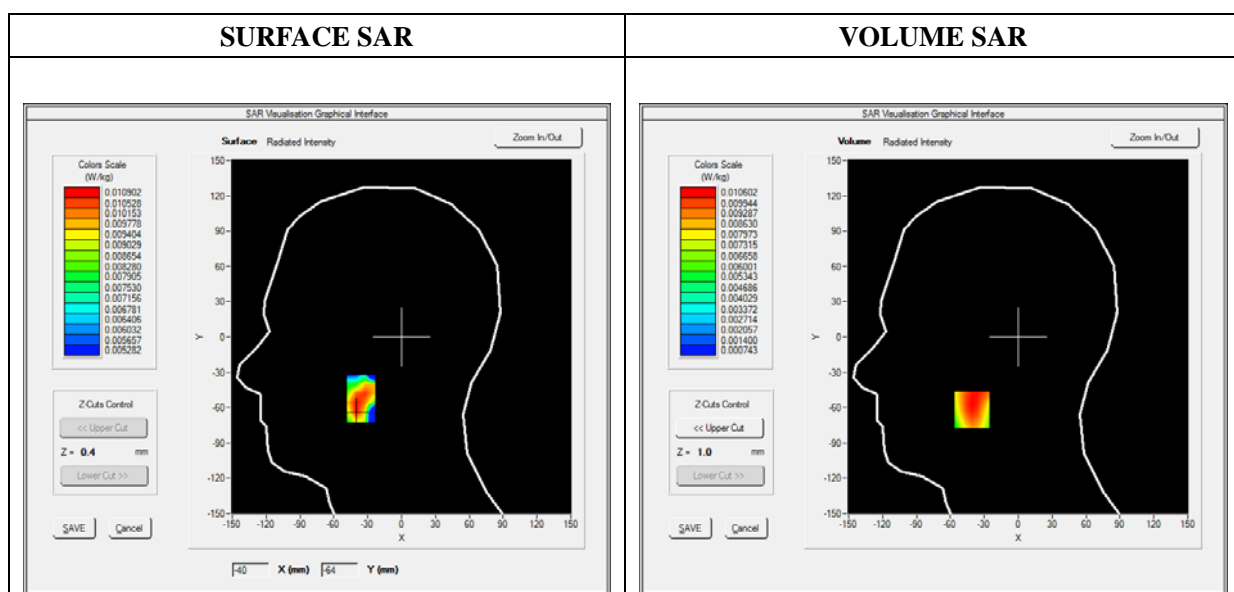 SURFACE SAR
VOLUME SAR
SAR Visualisation Graphical Interface
Surface Radiated Intensity
Zoom In/Out
Colors Scale
(W/kg)
0.010902
0.010528
0.010153
0.009778
0.009404
0.009029
0.008654
0.008280
0.007905
0.007530
0.007156
0.006781
0.006406
0.006032
0.005657
0.005282
Z-Cuts Control
<< Upper Cut
Z = 0.4 mm
Lower Cut >>
SAVE Cancel
150
120
90
60
30
0
-30
-60
-90
-120
-150
Y
-150 -120 -90 -60 -30 0 30 60 90 120 150
X
-40 X (mm) -64 Y (mm)
SAR Visualisation Graphical Interface
Volume Radiated Intensity
Zoom In/Out
Colors Scale
(W/kg)
0.010602
0.009944
0.009287
0.008630
0.007973
0.007315
0.006658
0.006001
0.005343
0.004686
0.004029
0.003372
0.002714
0.002057
0.001400
0.000743
Z-Cuts Control
<< Upper Cut
Z = 1.0 mm
Lower Cut >>
SAVE Cancel
150
120
90
60
30
0
-30
-60
-90
-120
-150
Y
-150 -120 -90 -60 -30 0 30 60 90 120 150
X